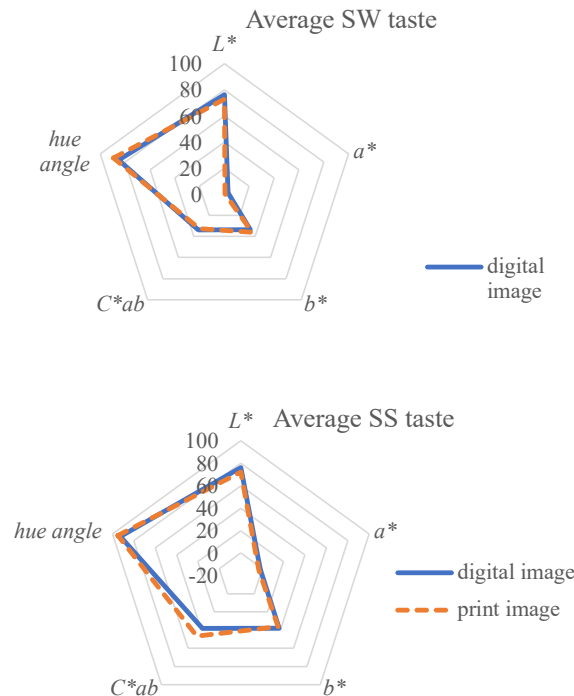 Average SW taste
L*
100
80
60
40
20
0
hue
angle
a*
C*ab
b*
digital
image
Average SS taste
L*
100
80
60
40
20
0
-20
hue angle
a*
digital image
print image
C*ab
b*